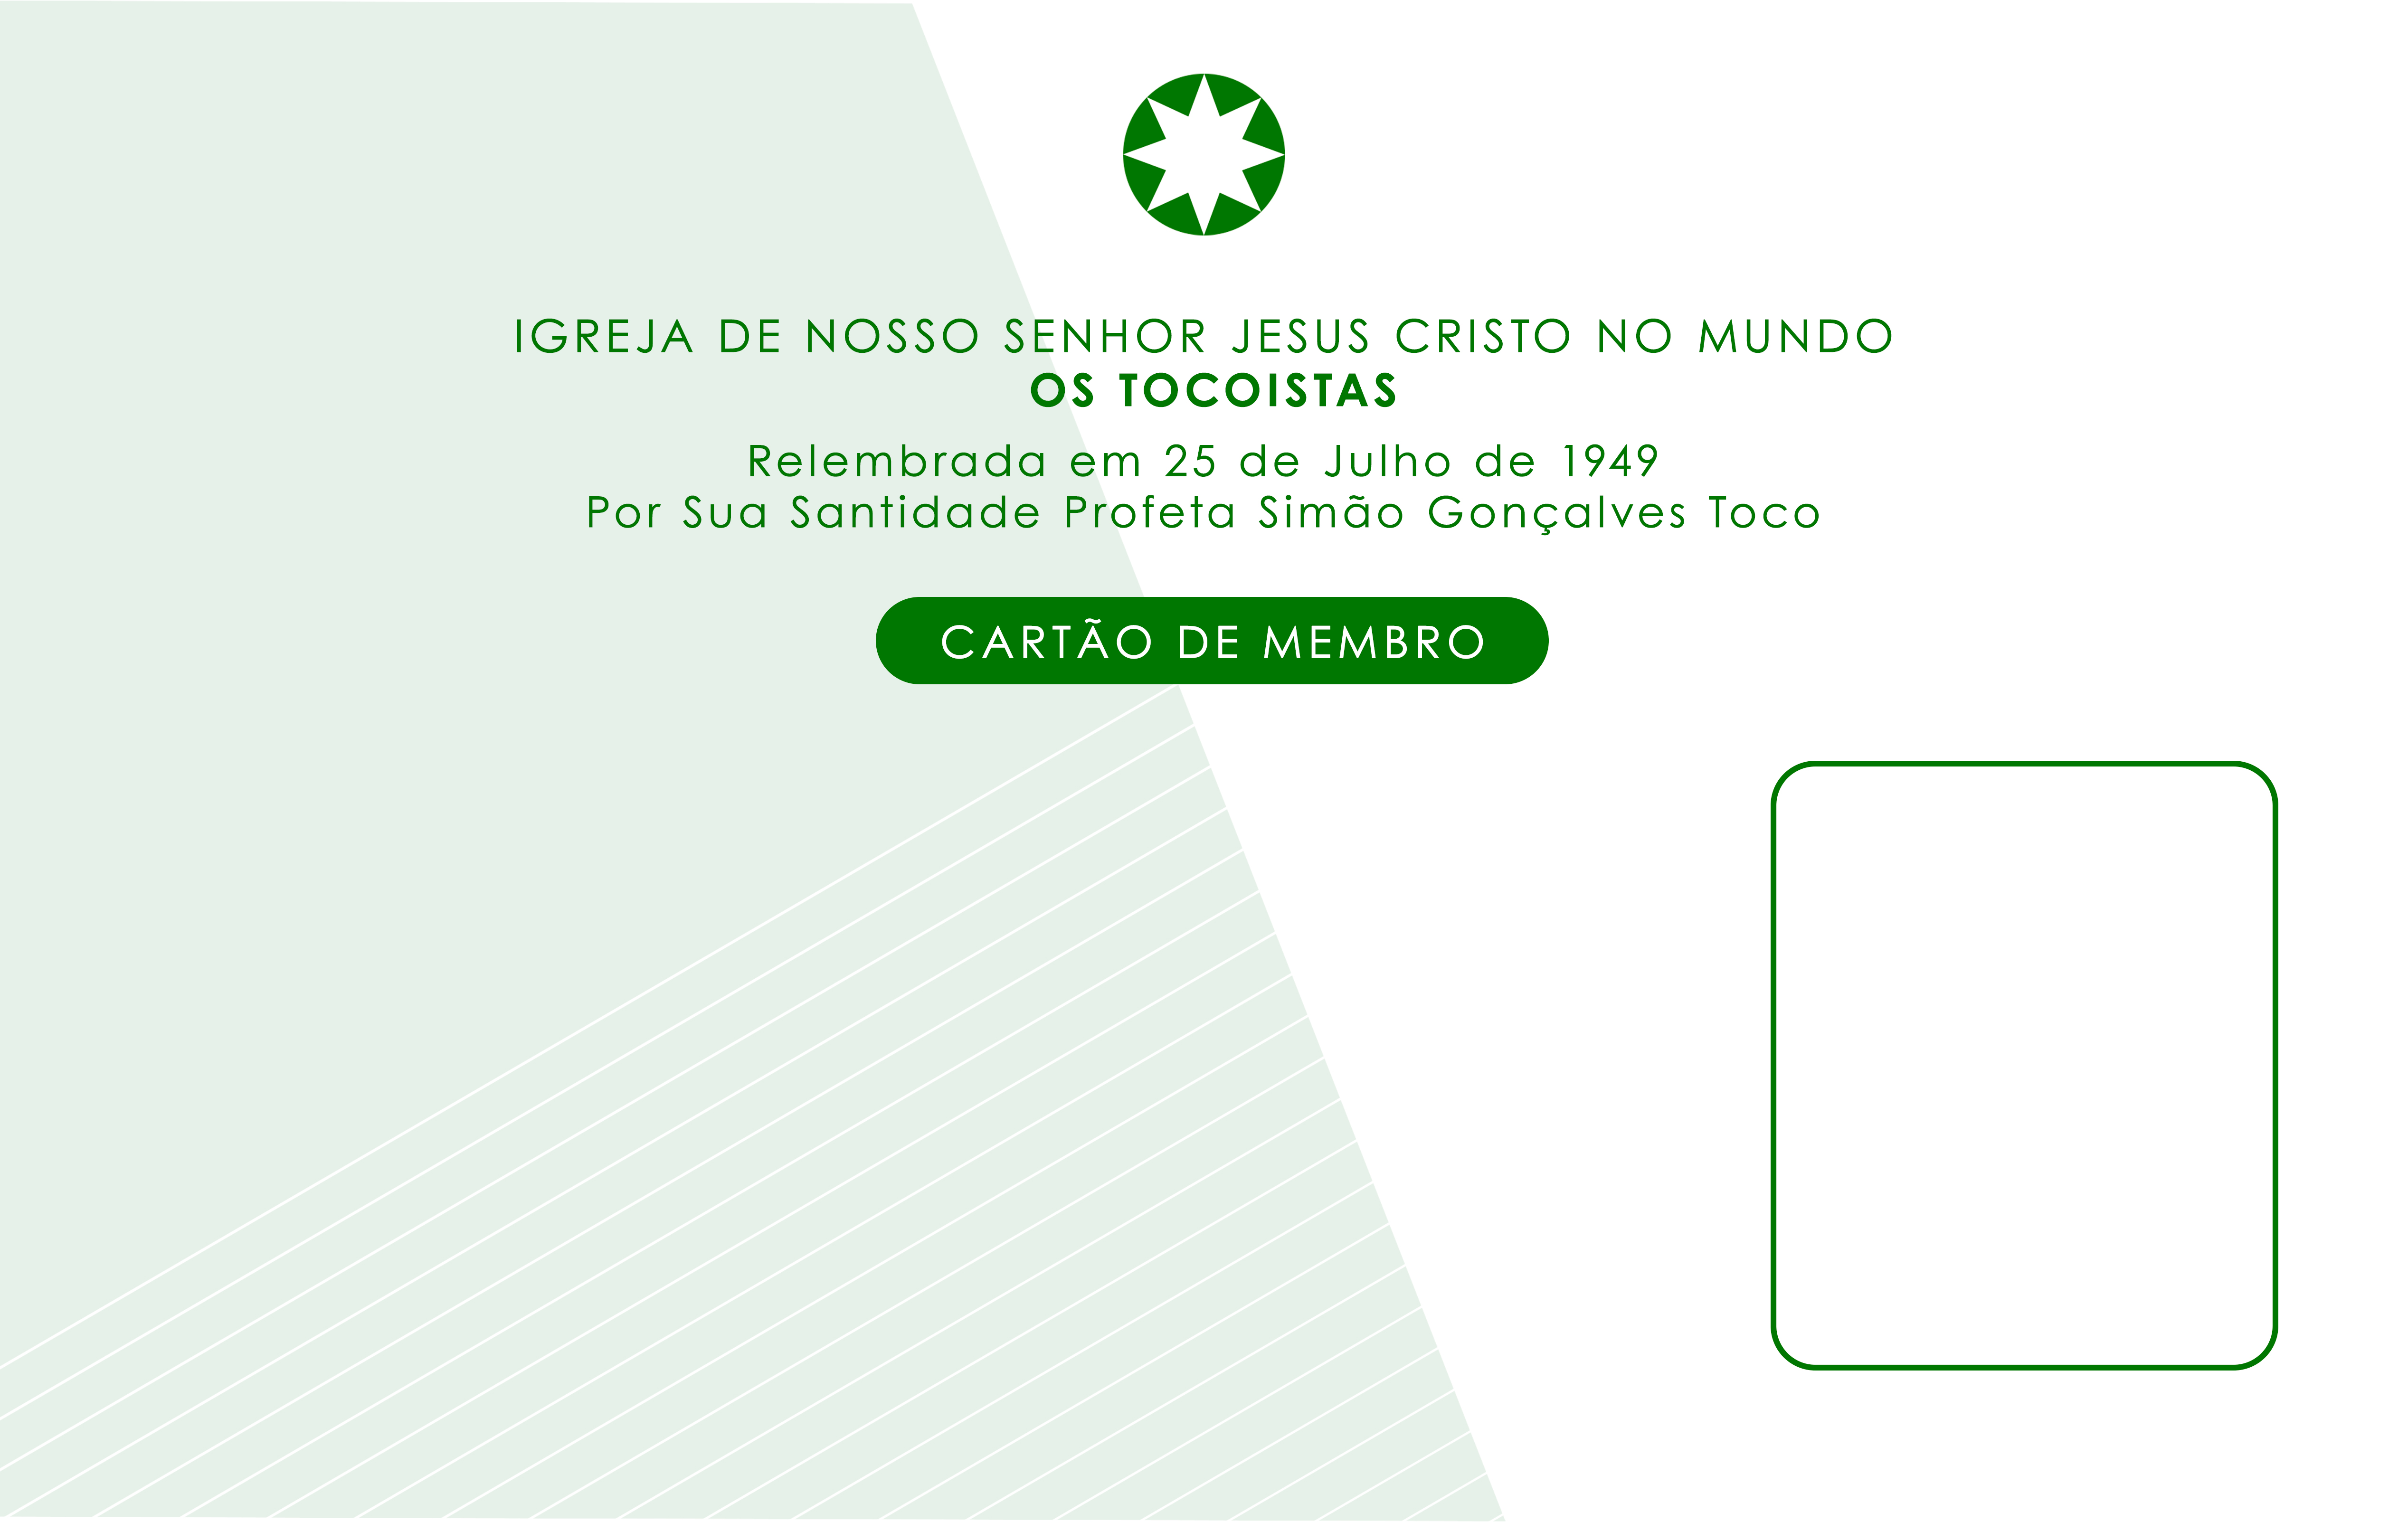 IGREJA DE NOSSO SENHOR JESUS CRISTO NO MUNDO
OS TOCOISTAS
Relembrada em 25 de Julho de 1949
Por Sua Santidade Profeta Simão Gonçalves Toco
CARTÃO DE MEMBRO